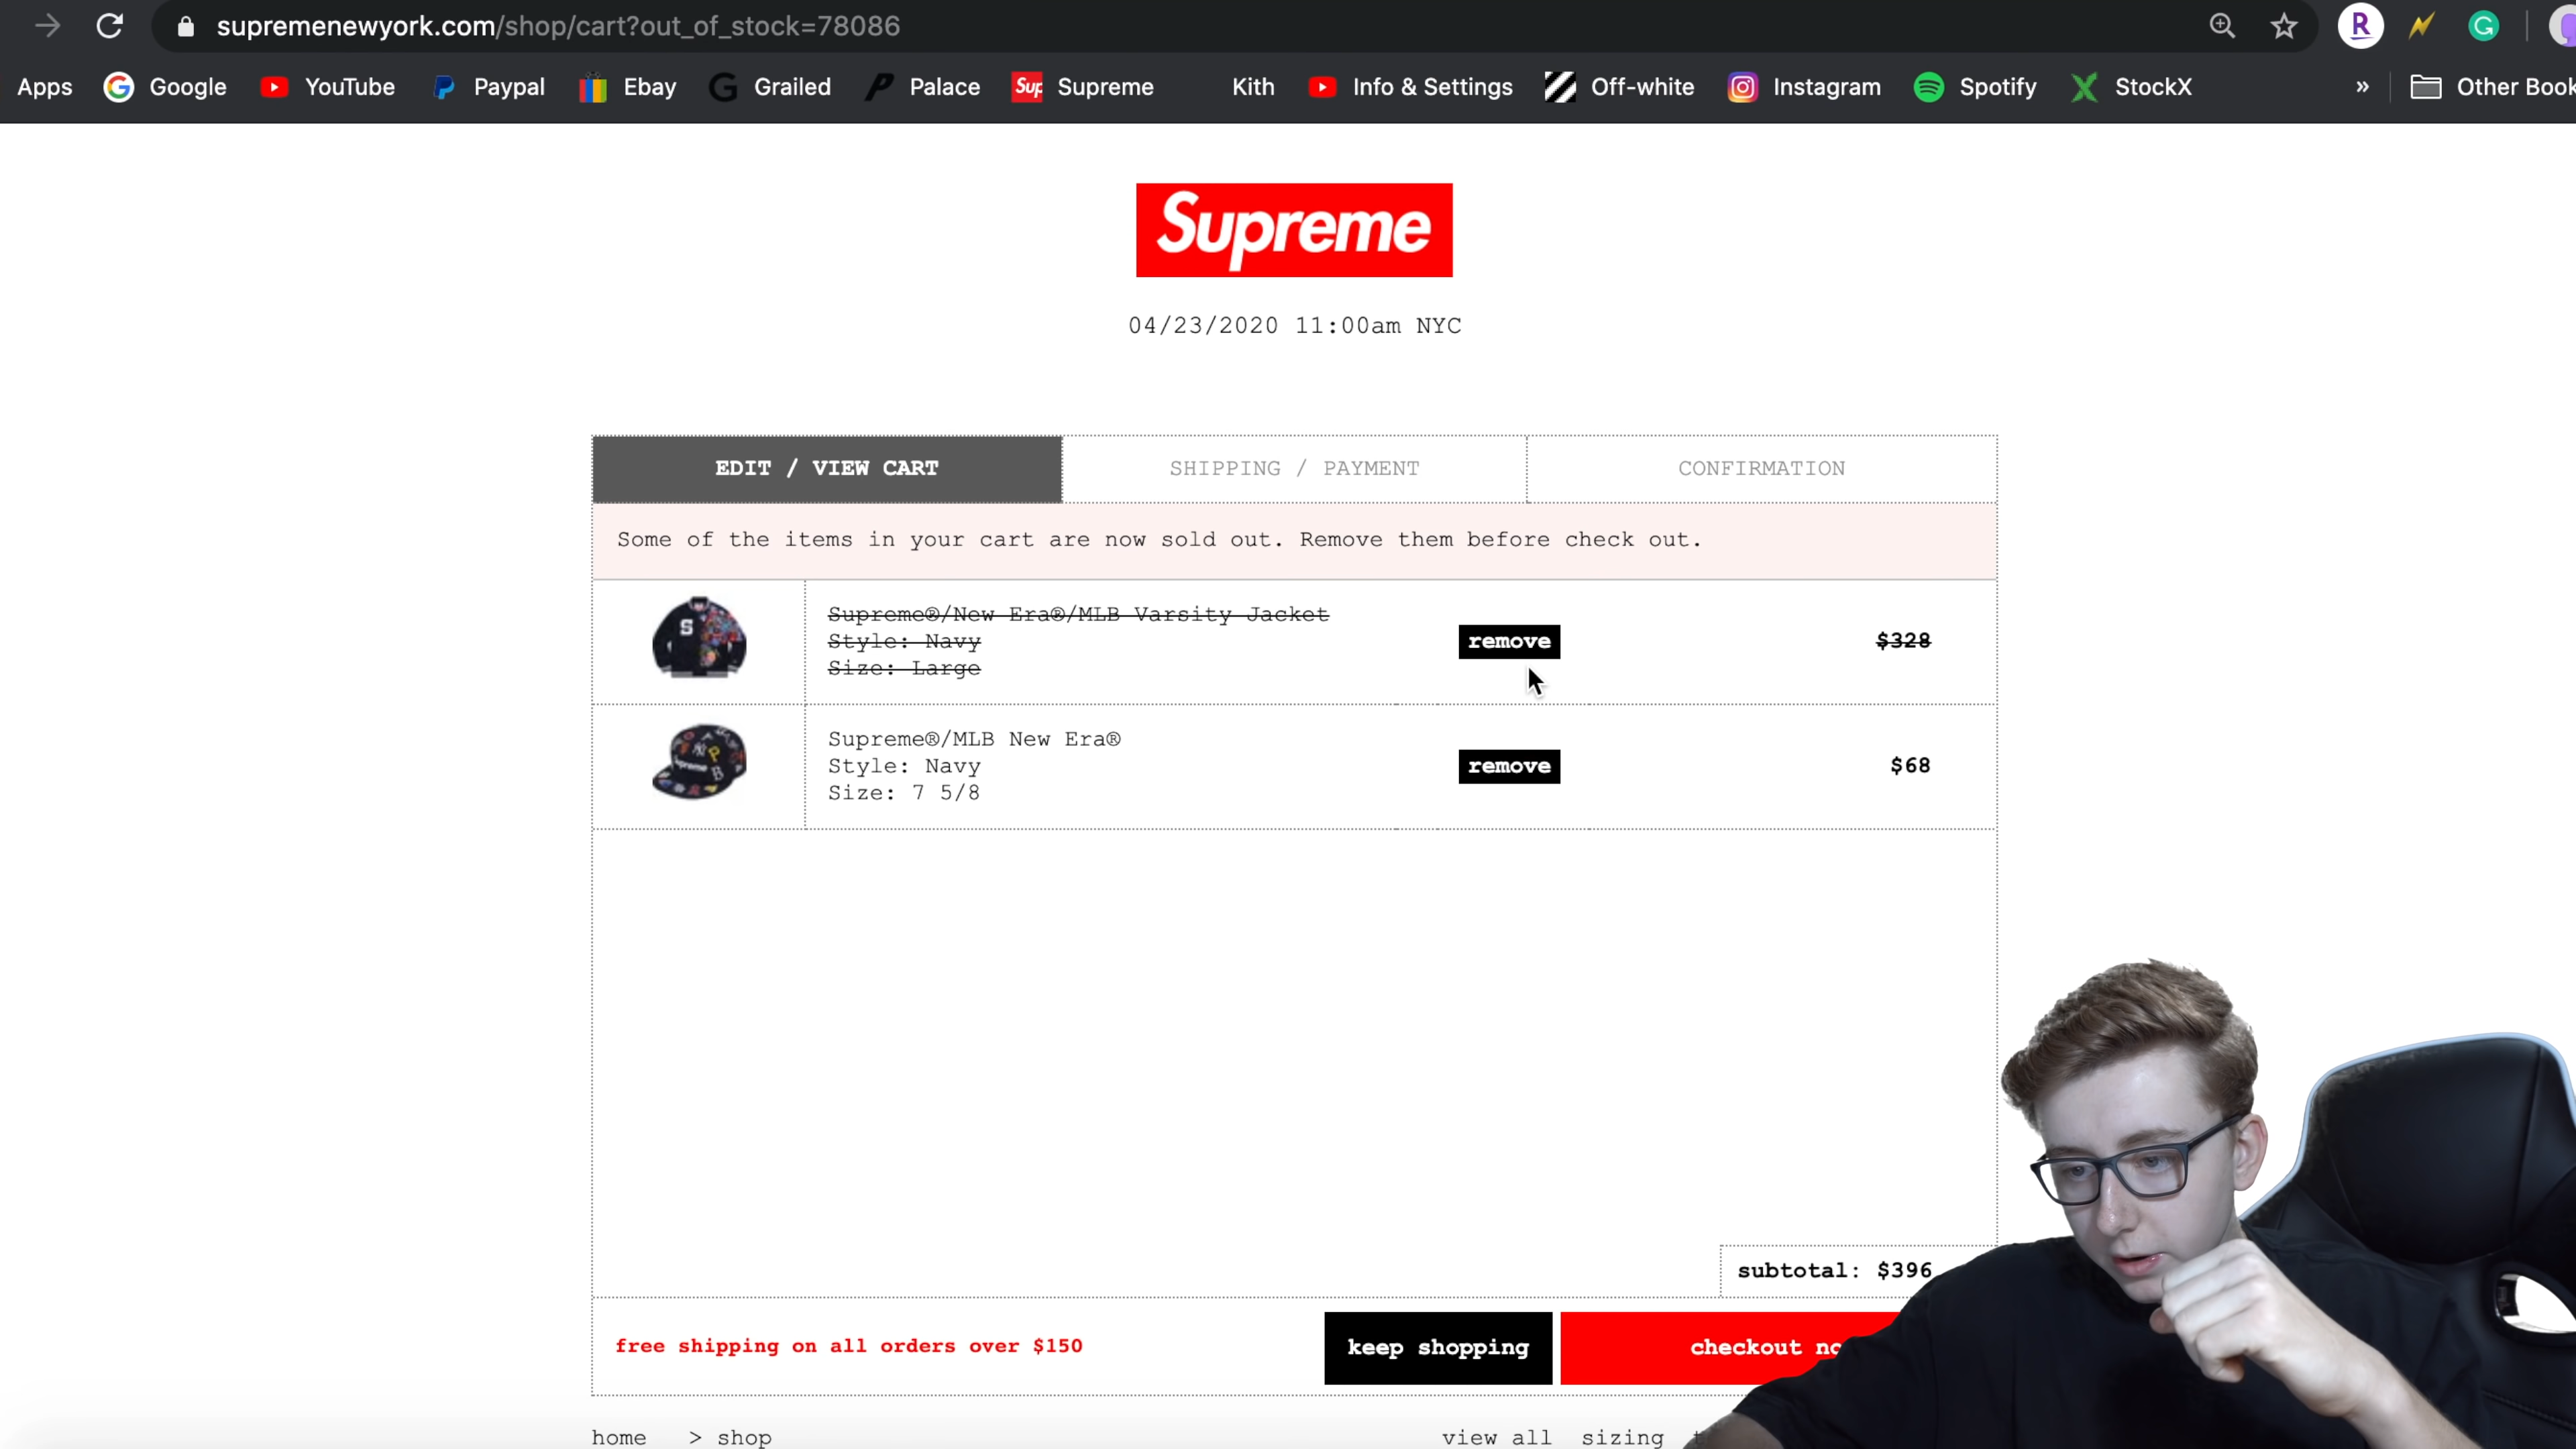 supremenewyork.com/shop/cart?out_of_stock=78086
R G
Apps Google YouTube Paypal Ebay Grailed Palace Sup Supreme Kith Info & Settings Off-white Instagram Spotify StockX » Other
Supreme
04/23/2020 11:00am NYC
EDIT / VIEW CART SHIPPING / PAYMENT CONFIRMATION
Some of the items in your cart are now sold out. Remove them before check out.
Supreme®/New Era®/MLB Varsity Jacket
Style: Navy
Size: Large
remove
$328
Supreme®/MLB New Era®
Style: Navy
Size: 7 5/8
remove
$68
subtotal: $396
free shipping on all orders over $150
keep shopping
checkout
home > shop
view all sizing